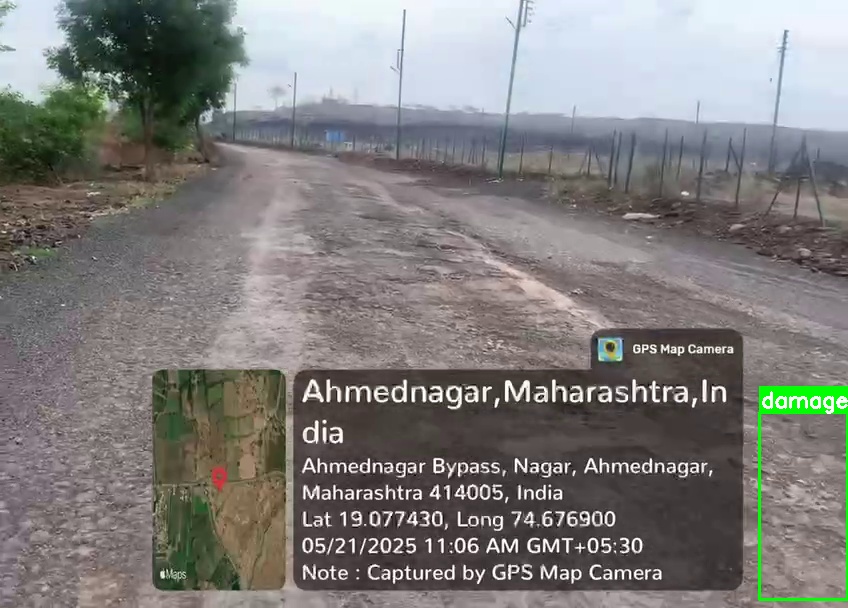 GPS Map Camera
Ahmednagar,Maharashtra,In
dia
Ahmednagar Bypass, Nagar, Ahmednagar,
Maharashtra 414005, India
Lat 19.077430, Long 74.676900
05/21/2025 11:06 AM GMT+05:30
Note : Captured by GPS Map Camera
Maps
damage